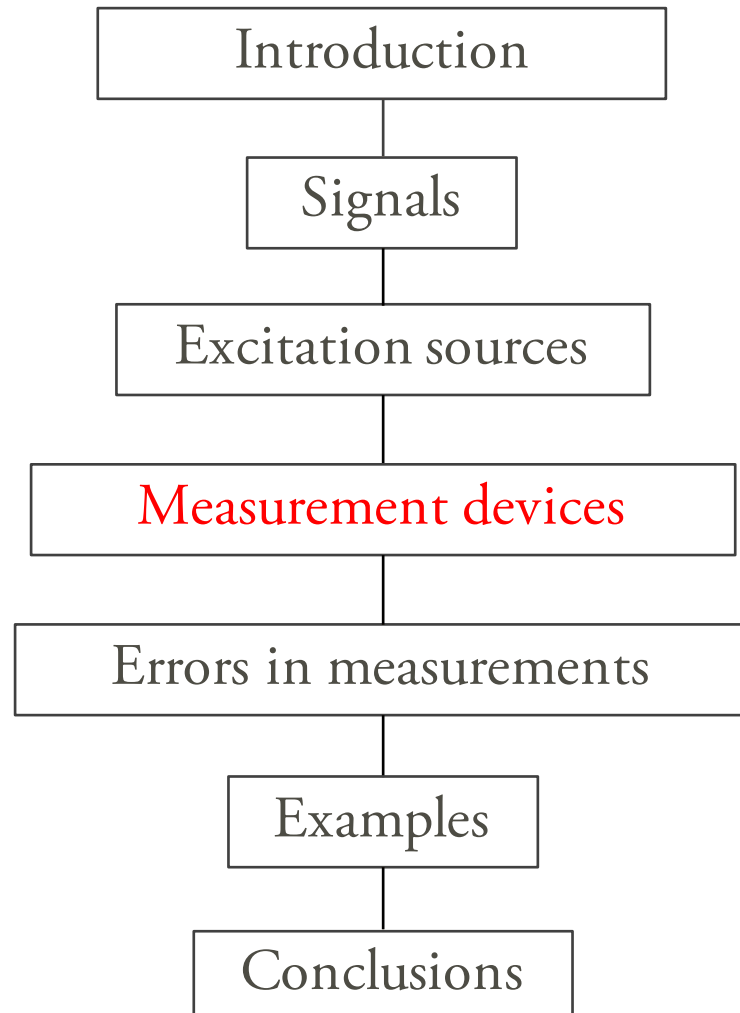 Introduction
Signals
Excitation sources
Measurement devices
Errors in measurements
Examples
Conclusions